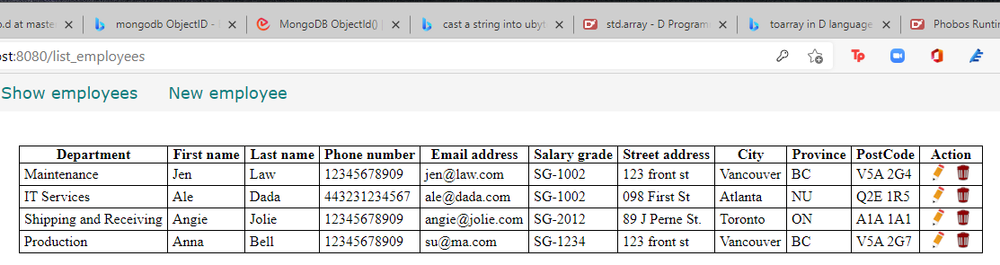 o.d at maste
mongodb ObjectID -
MongoDB ObjectId()
cast a string into ubyt
std.array - D Program
toarray in D language
Phobos Runtir
ost:8080/list_employees
Show employees New employee
Department First name Last name Phone number Email address Salary grade Street address City Province PostCode Action
Maintenance Jen Law 12345678909 jen@law.com SG-1002 123 front st Vancouver BC V5A 2G4
IT Services Ale Dada 443231234567 ale@dada.com SG-1002 098 First St Atlanta NU Q2E 1R5
Shipping and Receiving Angie Jolie 12345678909 angie@jolie.com SG-2012 89 J Perne St. Toronto ON A1A 1A1
Production Anna Bell 12345678909 su@ma.com SG-1234 123 front st Vancouver BC V5A 2G7